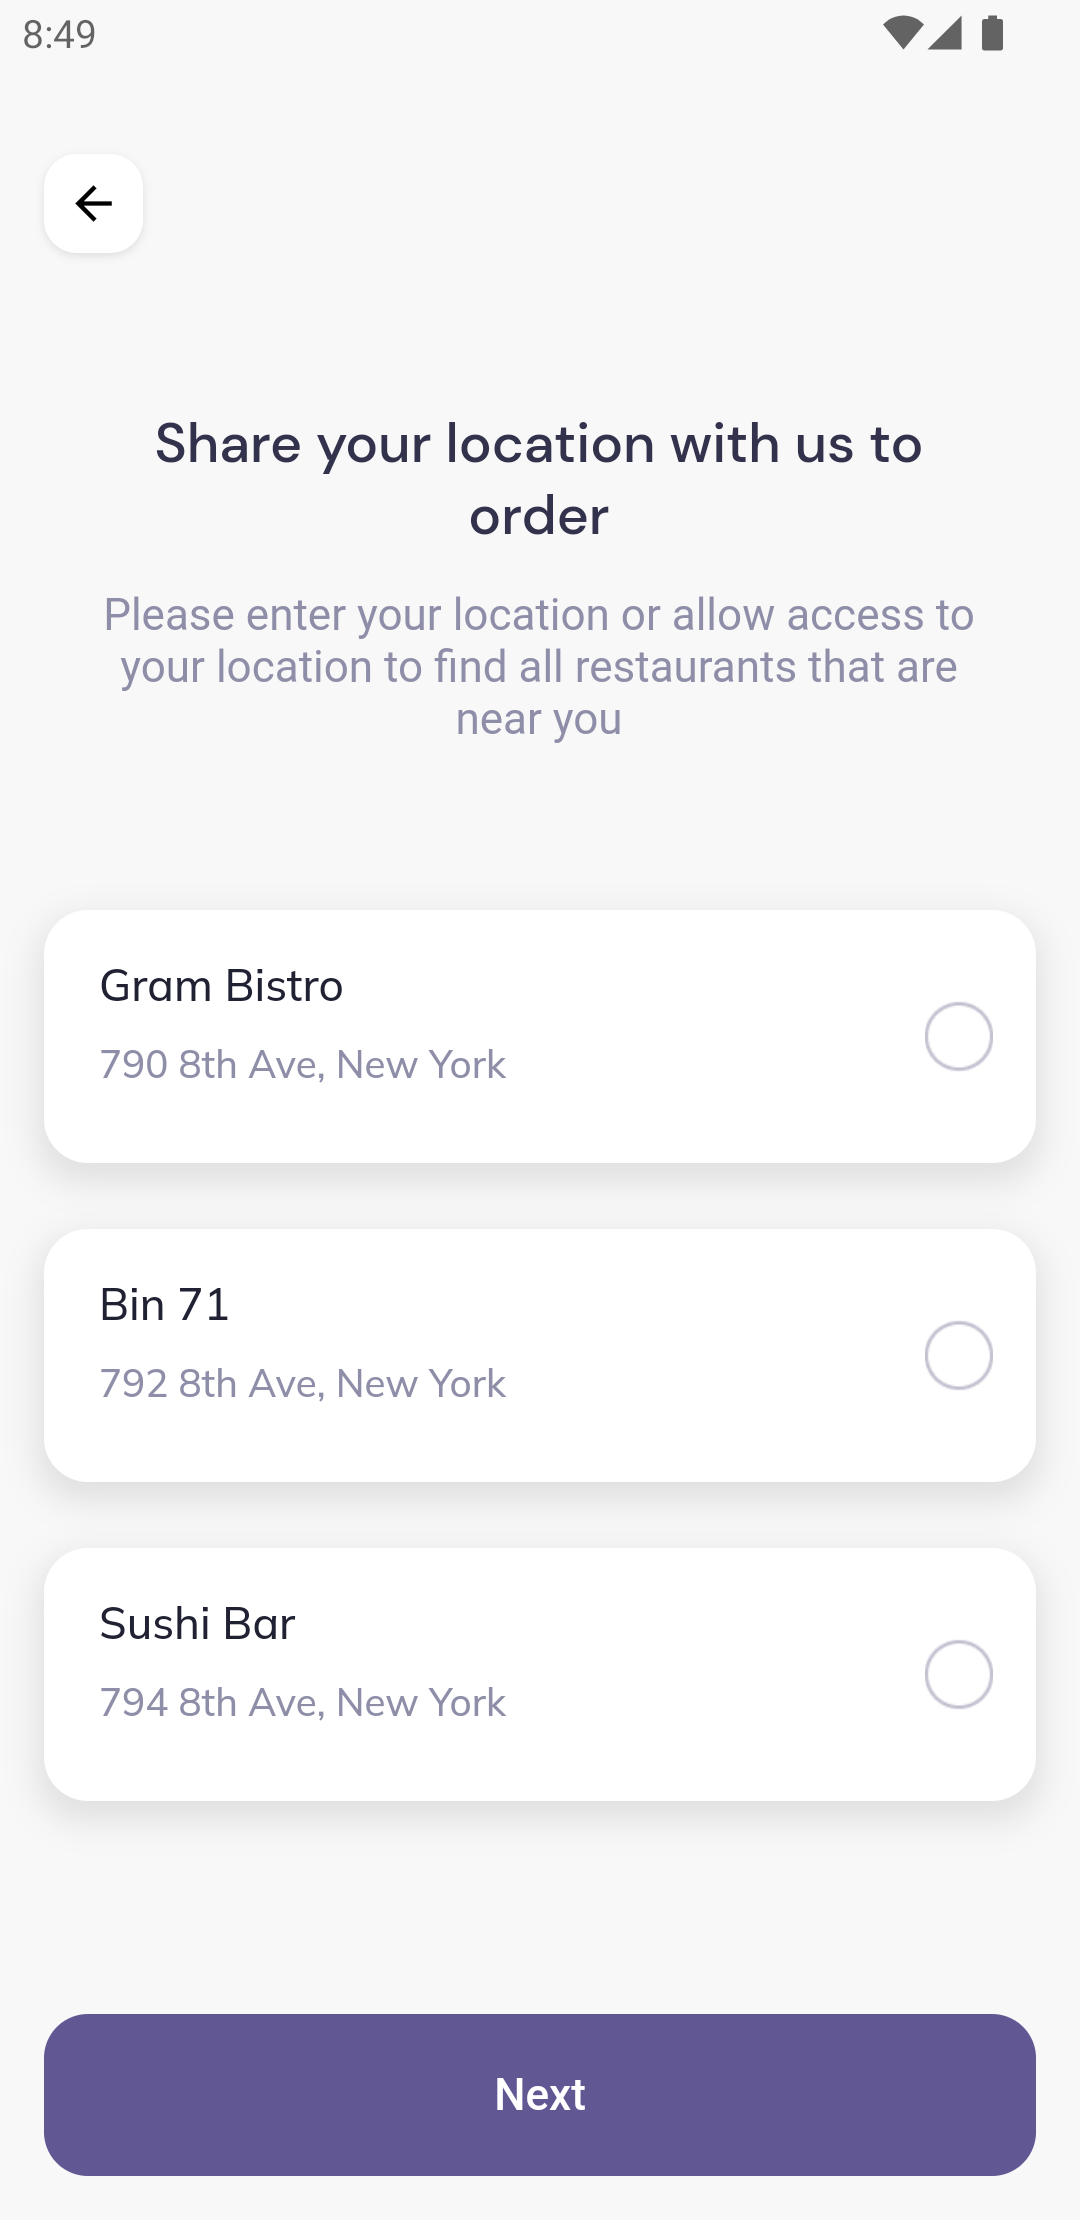 8:49
Share your location with us to
order
Please enter your location or allow access to
your location to find all restaurants that are
near you
Gram Bistro
790 8th Ave, New York
Bin 71
792 8th Ave, New York
Sushi Bar
794 8th Ave, New York
Next